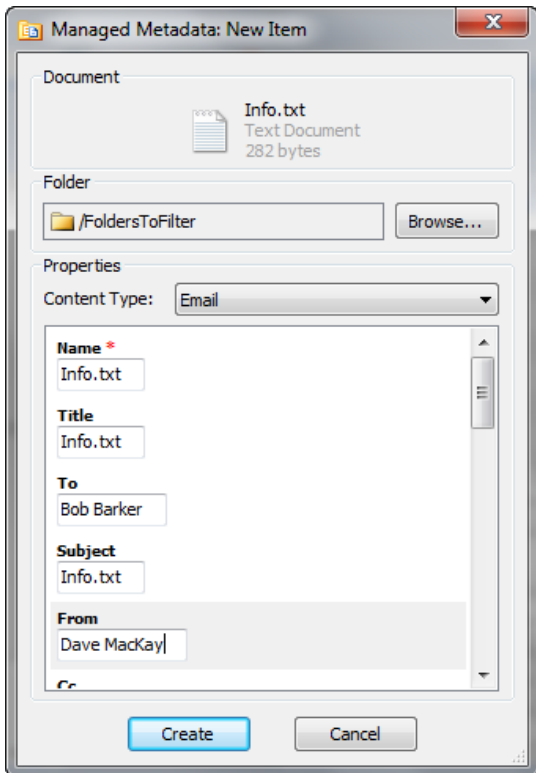 Managed Metadata: New Item
Document
Info.txt
Text Document
282 bytes
Folder
/FoldersToFilter
Browse...
Properties
Content Type:
Email
Name *
Info.txt
Title
Info.txt
To
Bob Barker
Subject
Info.txt
From
Dave MacKay
Cc
Create
Cancel